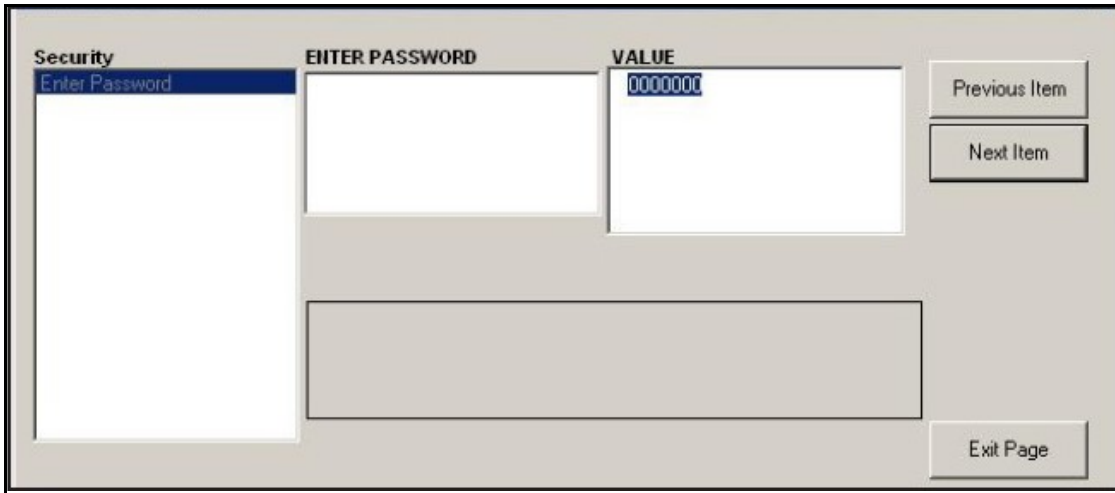 Security
ENTER PASSWORD
VALUE
Enter Password
0000000
Previous Item
Next Item
Exit Page